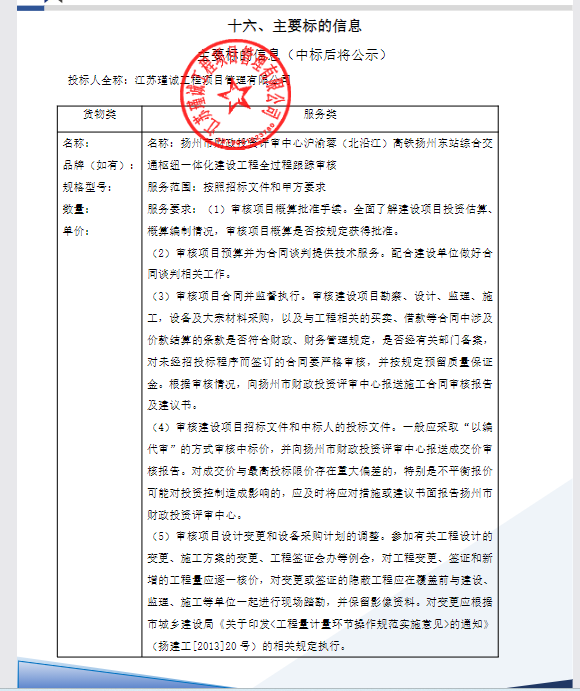 十六、主要标的信息
主要标的信息（中标后将公示）
投标人全称：江苏瑾诚工程项目管理有限公司
货物类
服务类
名称：
品牌（如有）：
规格型号：
数量：
单价：
名称：扬州市财政投资评审中心沪渝蓉（北沿江）高铁扬州东站综合交
通枢纽一体化建设工程全过程跟踪审核
服务范围：按照招标文件和甲方要求
服务要求：（1）审核项目概算批准手续。全面了解建设项目投资估算、
概算编制情况，审核项目概算是否按规定获得批准。
（2）审核项目预算并为合同谈判提供技术服务。配合建设单位做好合
同谈判相关工作。
（3）审核项目合同并监督执行。审核建设项目勘察、设计、监理、施
工，设备及大宗材料采购，以及与工程相关的买卖、借款等合同中涉及
价款结算的条款是否符合财政、财务管理规定，是否经有关部门备案，
对未经招投标程序而签订的合同要严格审核，并按规定预留质量保证
金。根据审核情况，向扬州市财政投资评审中心报送施工合同审核报告
及建议书。
（4）审核建设项目招标文件和中标人的投标文件。一般应采取“以编
代审”的方式审核中标价，并向扬州市财政投资评审中心报送成交价审
核报告。对成交价与最高投标限价存在重大偏差的，特别是不平衡报价
可能对投资控制造成影响的，应及时将应对措施或建议书面报告扬州市
财政投资评审中心。
（5）审核项目设计变更和设备采购计划的调整。参加有关工程设计的
变更、施工方案的变更、工程签证会办等例会，对工程变更、签证和新
增的工程量应逐一核价，对变更或签证的隐蔽工程应在覆盖前与建设、
监理、施工等单位一起进行现场踏勘，并保留影像资料。对变更应根据
市城乡建设局《关于印发<工程量计量环节操作规范实施意见>的通知》
（扬建工[2013]20号）的相关规定执行。
江苏瑾诚工程项目管理有限公司